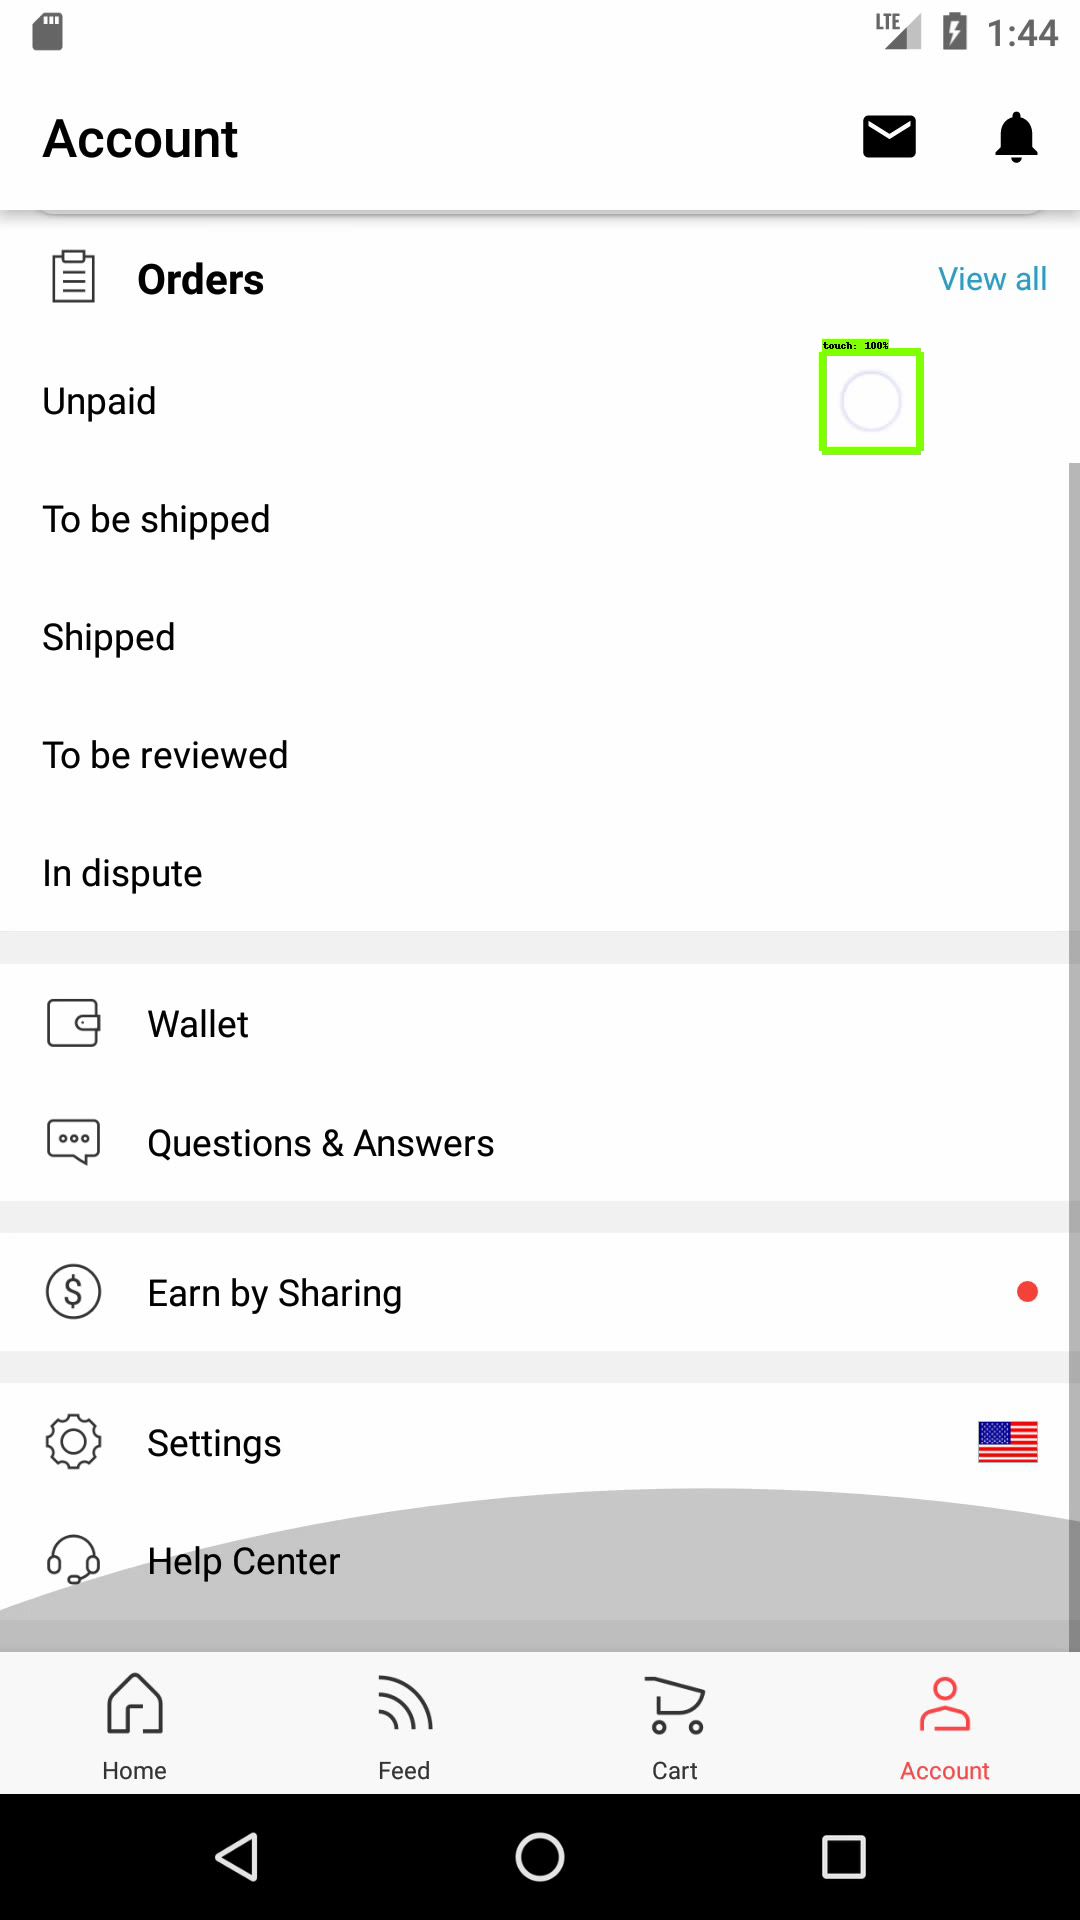 LTE 1:44
Account
Orders View all
touch: 100%
Unpaid
To be shipped
Shipped
To be reviewed
In dispute
Wallet
Questions & Answers
$ Earn by Sharing
Settings
Help Center
Home Feed Cart Account